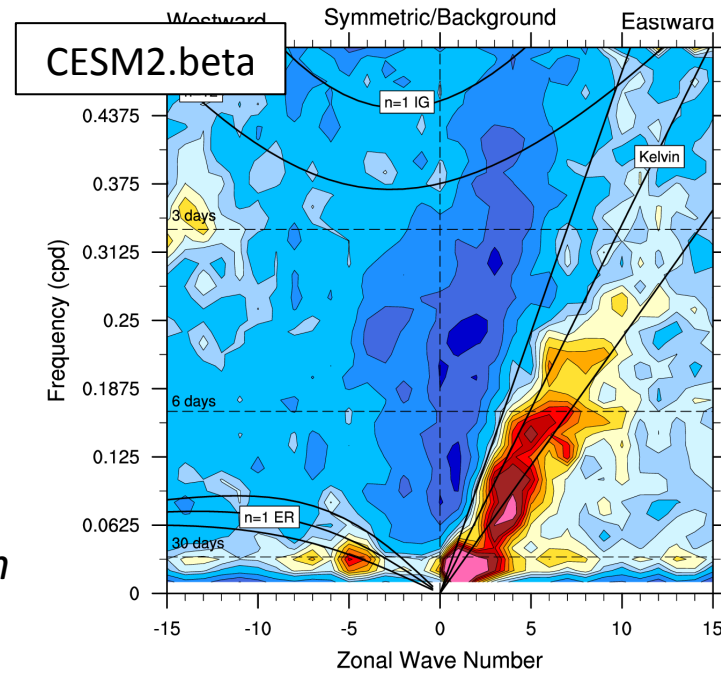 Westward Symmetric/Background Eastward
CESM2.beta
n=1 IG
0.4375
Kelvin
0.375
3 days
0.3125
Frequency (cpd)
0.25
0.1875
6 days
0.125
n=1 ER
0.0625
30 days
n
0
-15 -10 -5 0 5 10 15
Zonal Wave Number